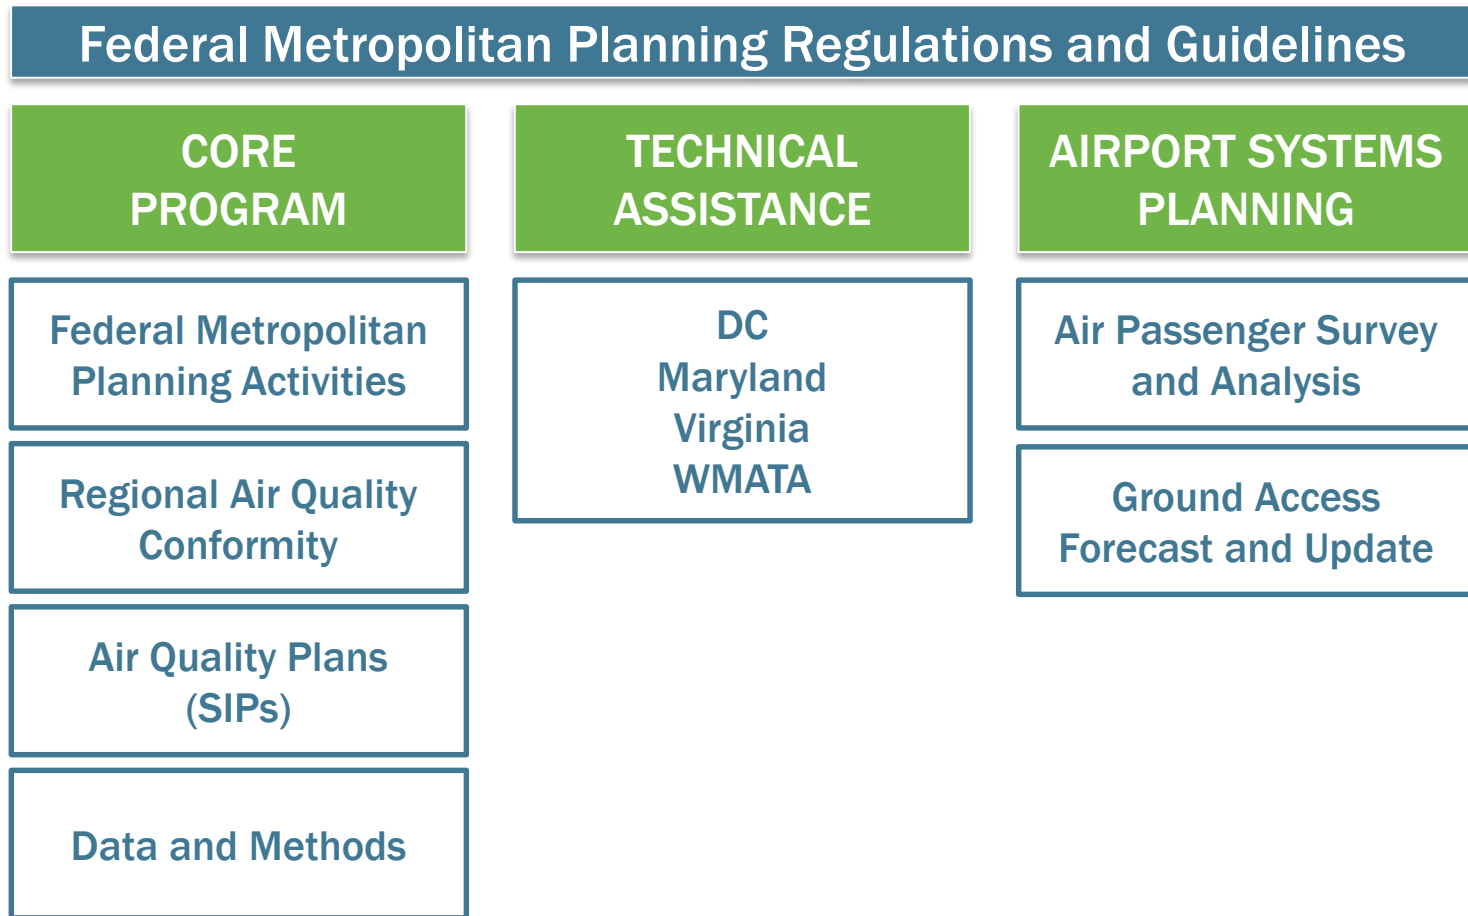 Federal Metropolitan Planning Regulations and Guidelines
CORE
PROGRAM
Federal Metropolitan
Planning Activities
Regional Air Quality
Conformity
Air Quality Plans
(SIPs)
Data and Methods
TECHNICAL
ASSISTANCE
DC
Maryland
Virginia
WMATA
AIRPORT SYSTEMS
PLANNING
Air Passenger Survey
and Analysis
Ground Access
Forecast and Update